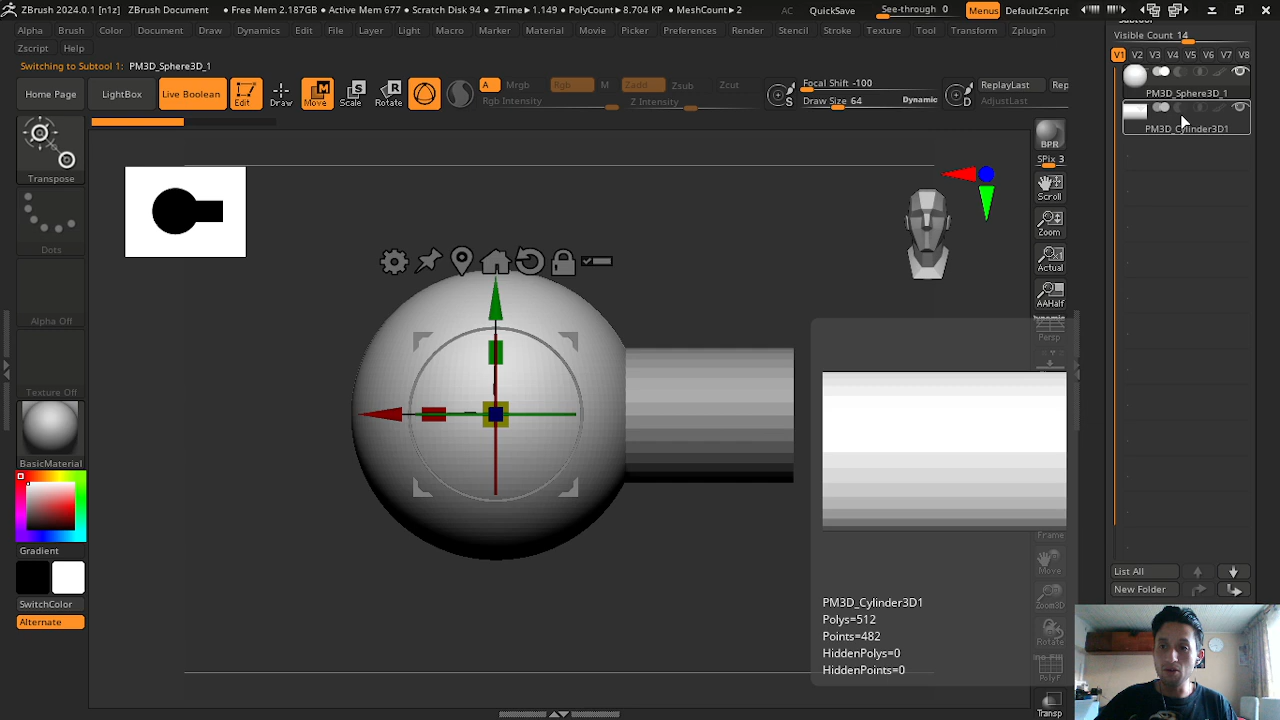 ZBrush 2024.0.1 [n1z] ZBrush Document • Free Mem 2.187GB • Active Mem 677 • Scratch Disk 94 • ZTime▸1.149 • PolyCount▸8.704 KP • MeshCount▸2 AC QuickSave See-through 0 Menus DefaultZScript
Alpha Brush Color Document Draw Dynamics Edit File Layer Light Macro Marker Material Movie Picker Preferences Render Stencil Stroke Texture Tool Transform Zplugin
Zscript Help
Switching to Subtool 1: PM3D_Sphere3D_1
Home Page LightBox Live Boolean Edit Draw Move Scale Rotate A Mrgb Rgb M Zadd Zsub Zcut
Rgb Intensity Z Intensity
S Focal Shift -100
Draw Size 64 Dynamic
D ReplayLast Rep
AdjustLast
Subtool
Visible Count 14
V1 V2 V3 V4 V5 V6 V7 V8
PM3D_Sphere3D_1
PM3D_Cylinder3D1
List All
New Folder
Transpose
Dots
Alpha Off
Texture Off
BasicMaterial
Gradient
SwitchColor
Alternate
BPR
SPix 3
Scroll
Zoom
Actual
AAHalf
Dynamic
Persp
Frame
Move
Zoom3D
Rotate
PolyF
Transp
PM3D_Cylinder3D1
Polys=512
Points=482
HiddenPolys=0
HiddenPoints=0